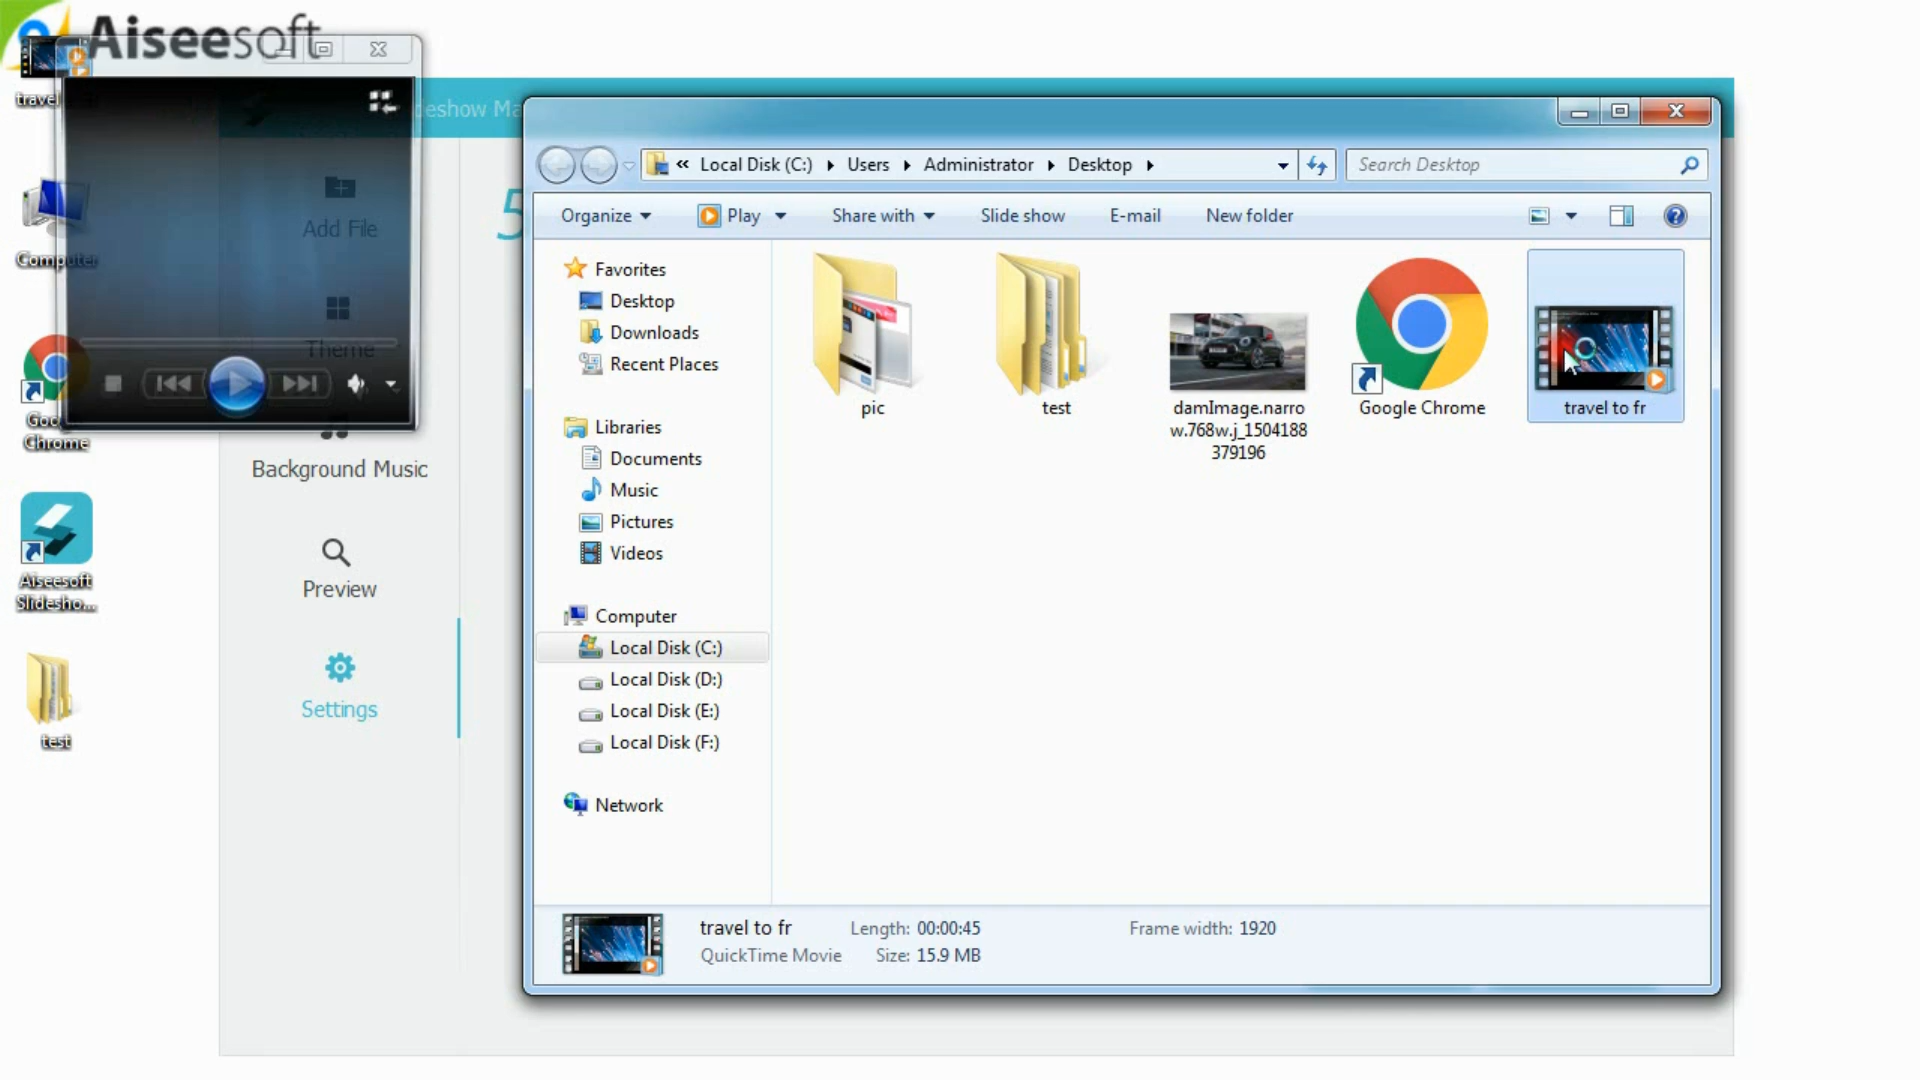 Aiseesoft
travel
Computer
Goo
Chrome
Aiseesoft
Slidesho...
test
deshow Ma
Add File
Theme
Background Music
Preview
Settings
5
« Local Disk (C:) Users Administrator Desktop
Search Desktop
Organize Play Share with Slide show E-mail New folder
Favorites
Desktop
Downloads
Recent Places
Libraries
Documents
Music
Pictures
Videos
Computer
Local Disk (C:)
Local Disk (D:)
Local Disk (E:)
Local Disk (F:)
Network
pic
test
damImage.narro
w.768w.j_1504188
379196
Google Chrome
travel to fr
travel to fr Length: 00:00:45 Frame width: 1920
QuickTime Movie Size: 15.9 MB